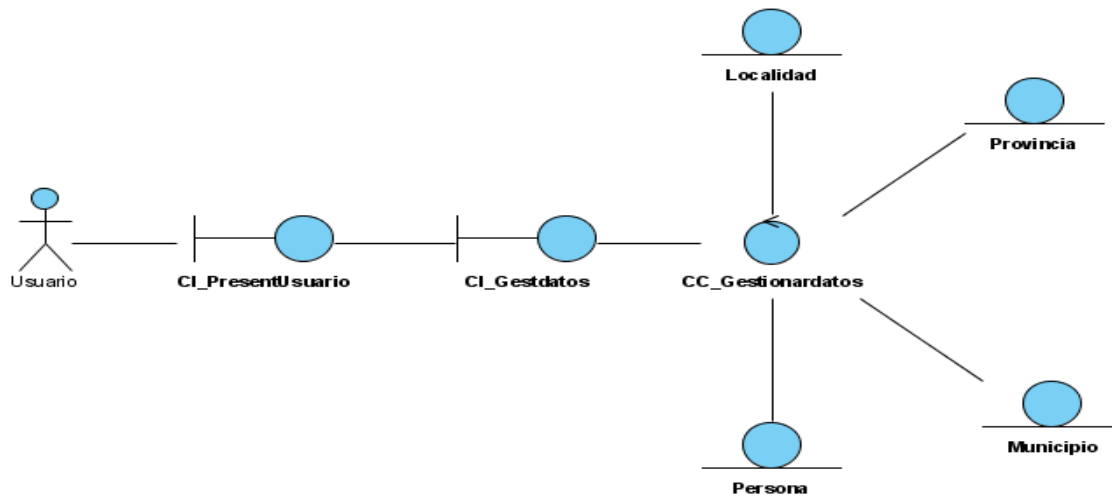 Localidad
Provincia
Usuario
CI_PresentUsuario
CI_Gestdatos
CC_Gestionardatos
Municipio
Persona